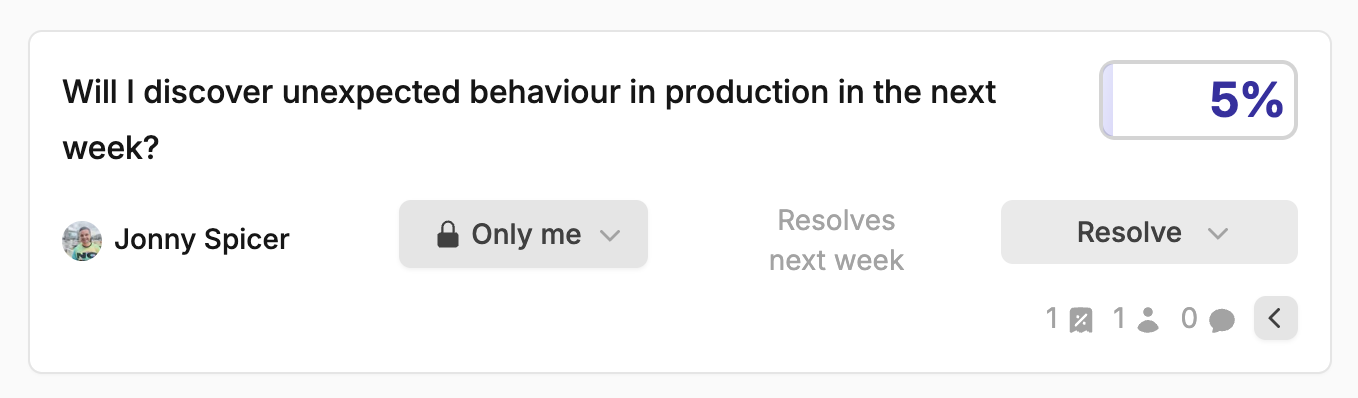 Will I discover unexpected behaviour in production in the next
week?
5%
Jonny Spicer
Only me
Resolves
next week
Resolve
1 1 0